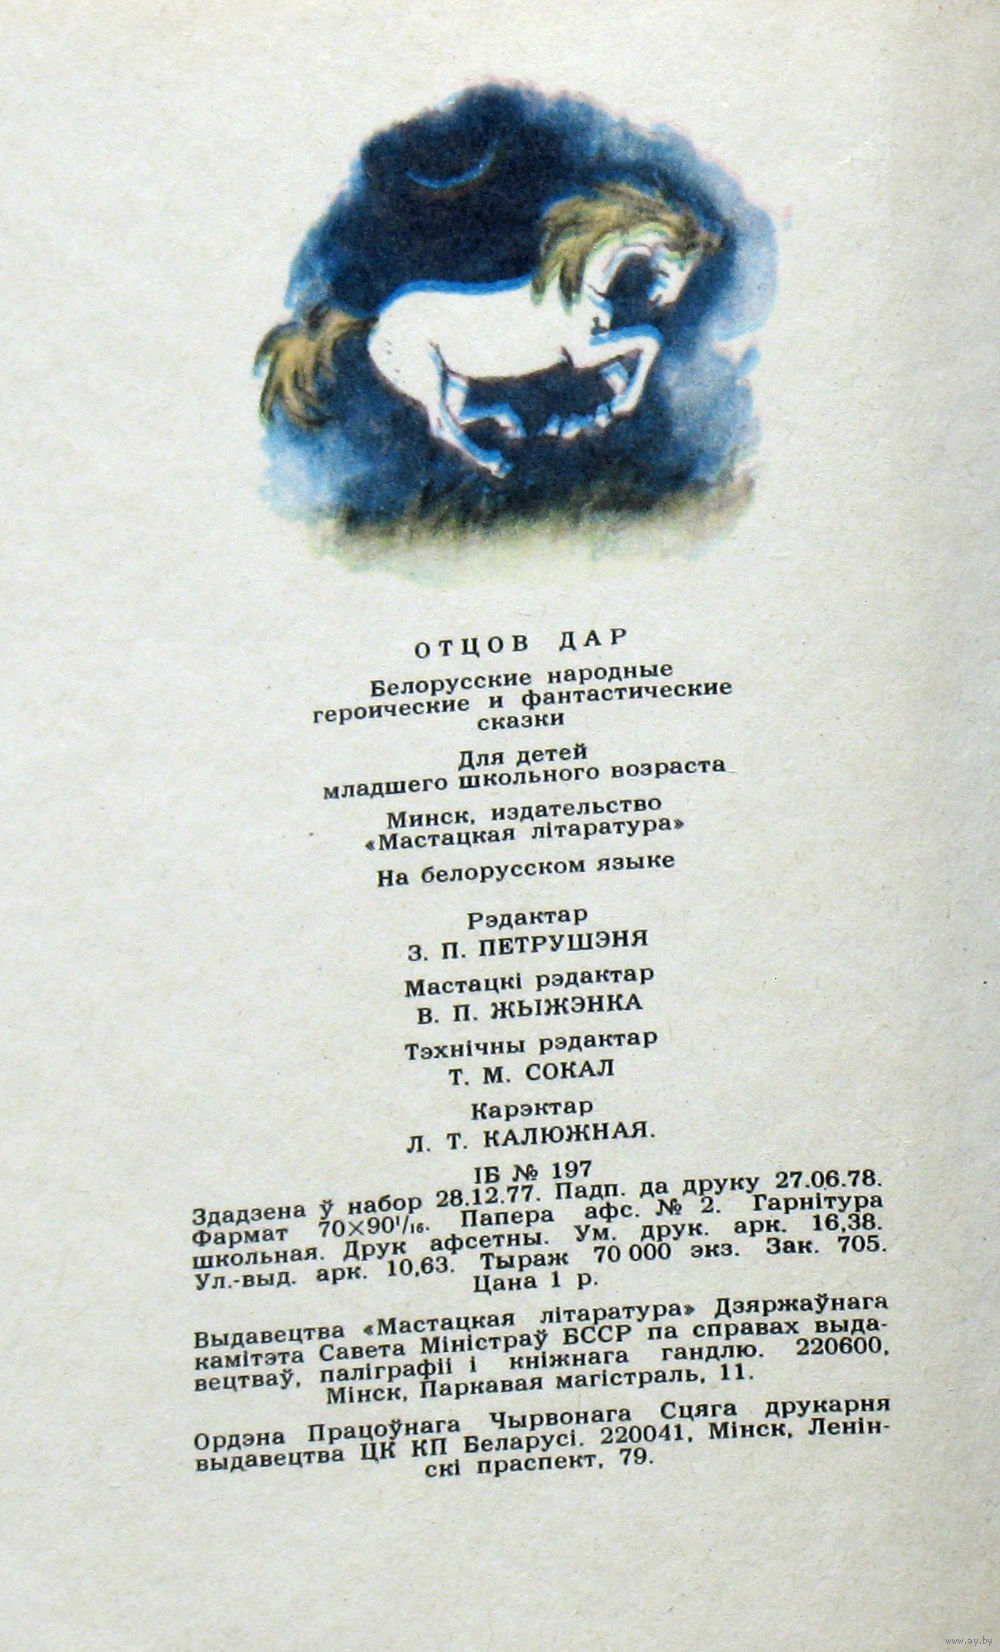 ОТЦОВ ДАР
Белорусские народные
героические и фантастические
сказки
Для детей
младшего школьного возраста
Минск, издательство
«Мастацкая літаратура»
На белорусском языке
Рэдактар
З. П. ПЕТРУШЭНЯ
Мастацкі рэдактар
В. П. ЖЫЖЭНКА
Тэхнічны рэдактар
Т. М. СОКАЛ
Карэктар
Л. Т. КАЛЮЖНАЯ.
ІБ № 197
Здадзена ў набор 28.12.77. Падп. да друку 27.06.78.
Фармат 70×90¹/₁₆. Папера афс. № 2. Гарнітура
школьная. Друк афсетны. Ум. друк. арк. 16,38.
Ул.-выд. арк. 10,63. Тыраж 70 000 экз. Зак. 705.
Цана 1 р.
Выдавецтва «Мастацкая літаратура» Дзяржаўнага
камітэта Савета Міністраў БССР па справах выда-
вецтваў, паліграфіі і кніжнага гандлю. 220600,
Мінск, Паркавая магістраль, 11.
Ордэна Працоўнага Чырвонага Сцяга друкарня
выдавецтва ЦК КП Беларусі. 220041, Мінск, Ленін-
скі праспект, 79.
www.ay.by